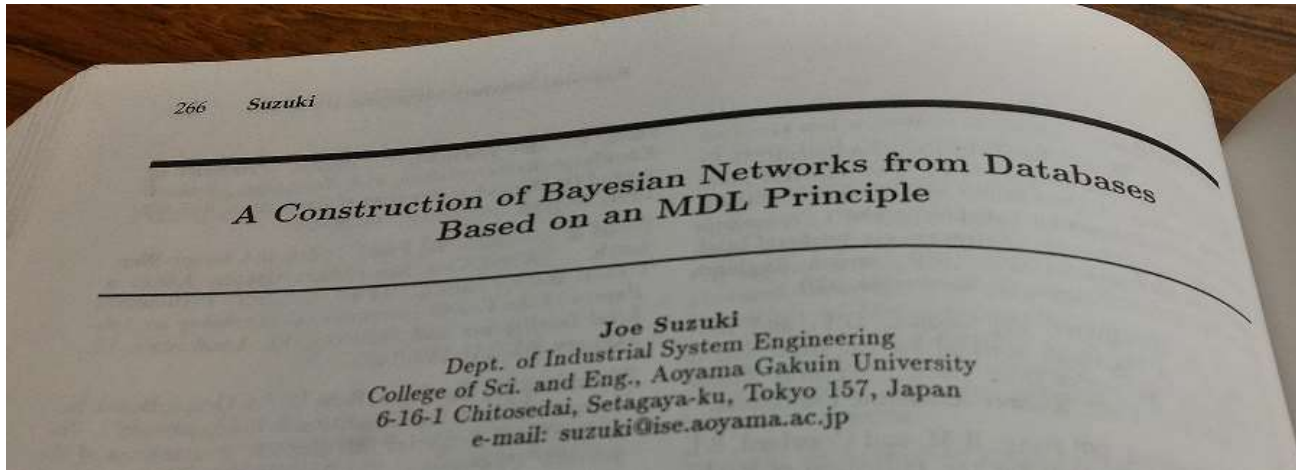 266 Suzuki
A Construction of Bayesian Networks from Databases
Based on an MDL Principle
Joe Suzuki
Dept. of Industrial System Engineering
College of Sci. and Eng., Aoyama Gakuin University
6-16-1 Chitosedai, Setagaya-ku, Tokyo 157, Japan
e-mail: suzuki@ise.aoyama.ac.jp